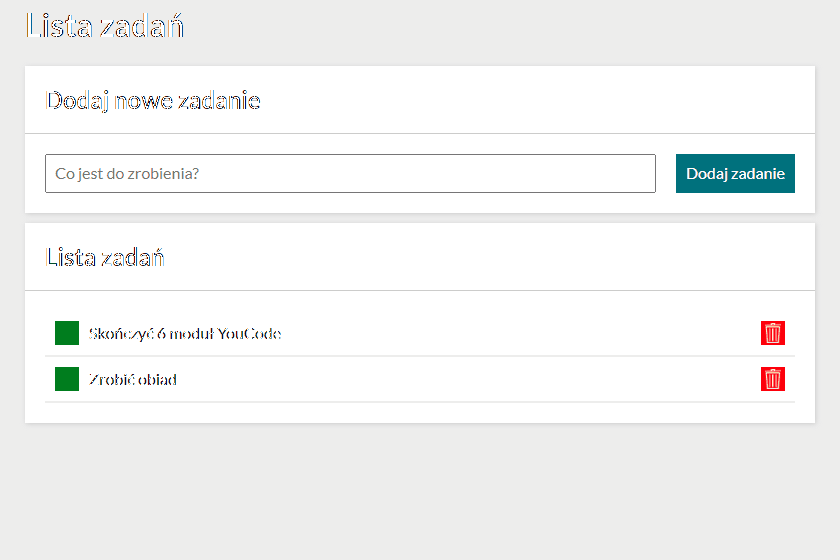 Lista zadań
Dodaj nowe zadanie
Co jest do zrobienia?
Dodaj zadanie
Lista zadań
Skończyć 6 moduł YouCode
Zrobić obiad